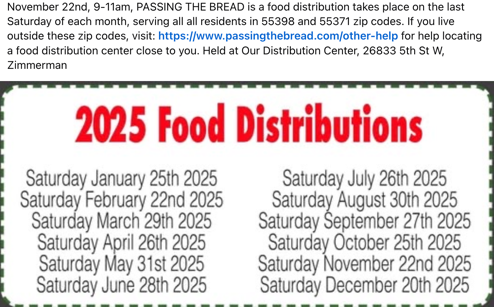 November 22nd, 9-11am, PASSING THE BREAD is a food distribution takes place on the last
Saturday of each month, serving all all residents in 55398 and 55371 zip codes. If you live
outside these zip codes, visit: https://www.passingthebread.com/other-help for help locating
a food distribution center close to you. Held at Our Distribution Center, 26833 5th St W,
Zimmerman
2025 Food Distributions
Saturday January 25th 2025
Saturday February 22nd 2025
Saturday March 29th 2025
Saturday April 26th 2025
Saturday May 31st 2025
Saturday June 28th 2025
Saturday July 26th 2025
Saturday August 30th 2025
Saturday September 27th 2025
Saturday October 25th 2025
Saturday November 22nd 2025
Saturday December 20th 2025